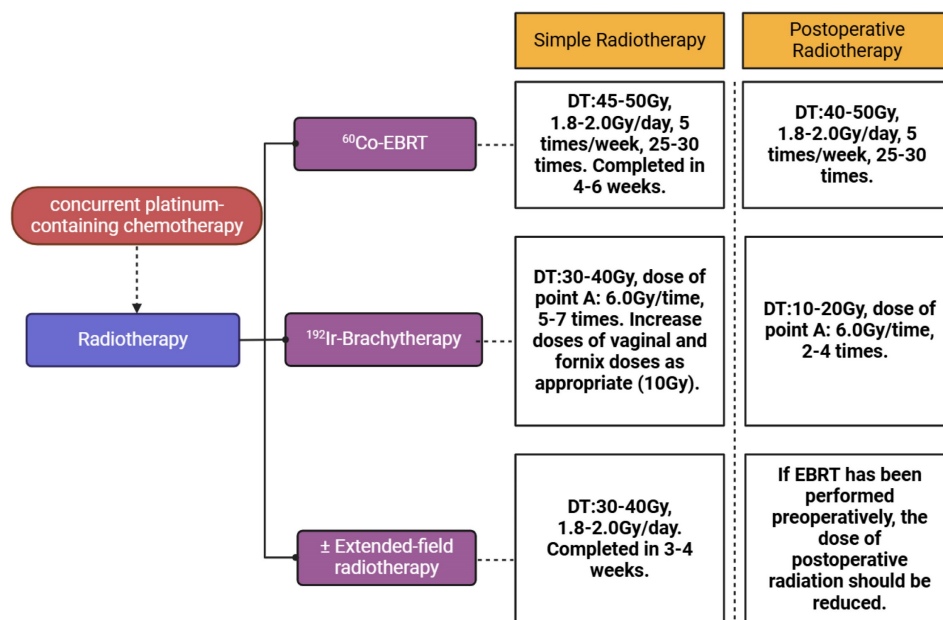 Simple Radiotherapy
Postoperative
Radiotherapy
⁶⁰Co-EBRT
DT:45-50Gy,
1.8-2.0Gy/day, 5
times/week, 25-30
times. Completed in
4-6 weeks.
DT:40-50Gy,
1.8-2.0Gy/day, 5
times/week, 25-30
times.
concurrent platinum-
containing chemotherapy
Radiotherapy
¹⁹²Ir-Brachytherapy
DT:30-40Gy, dose of
point A: 6.0Gy/time,
5-7 times. Increase
doses of vaginal and
fornix doses as
appropriate (10Gy).
DT:10-20Gy, dose of
point A: 6.0Gy/time,
2-4 times.
± Extended-field
radiotherapy
DT:30-40Gy,
1.8-2.0Gy/day.
Completed in 3-4
weeks.
If EBRT has been
performed
preoperatively, the
dose of
postoperative
radiation should be
reduced.